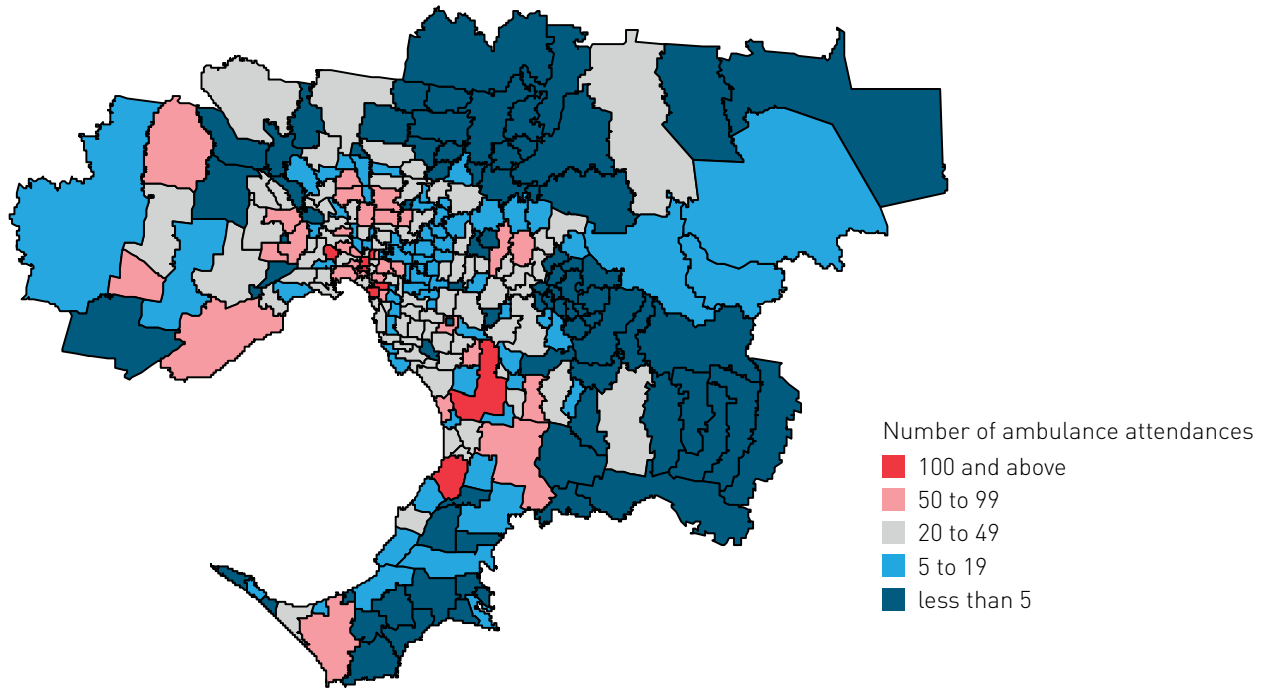 Number of ambulance attendances
100 and above
50 to 99
20 to 49
5 to 19
less than 5